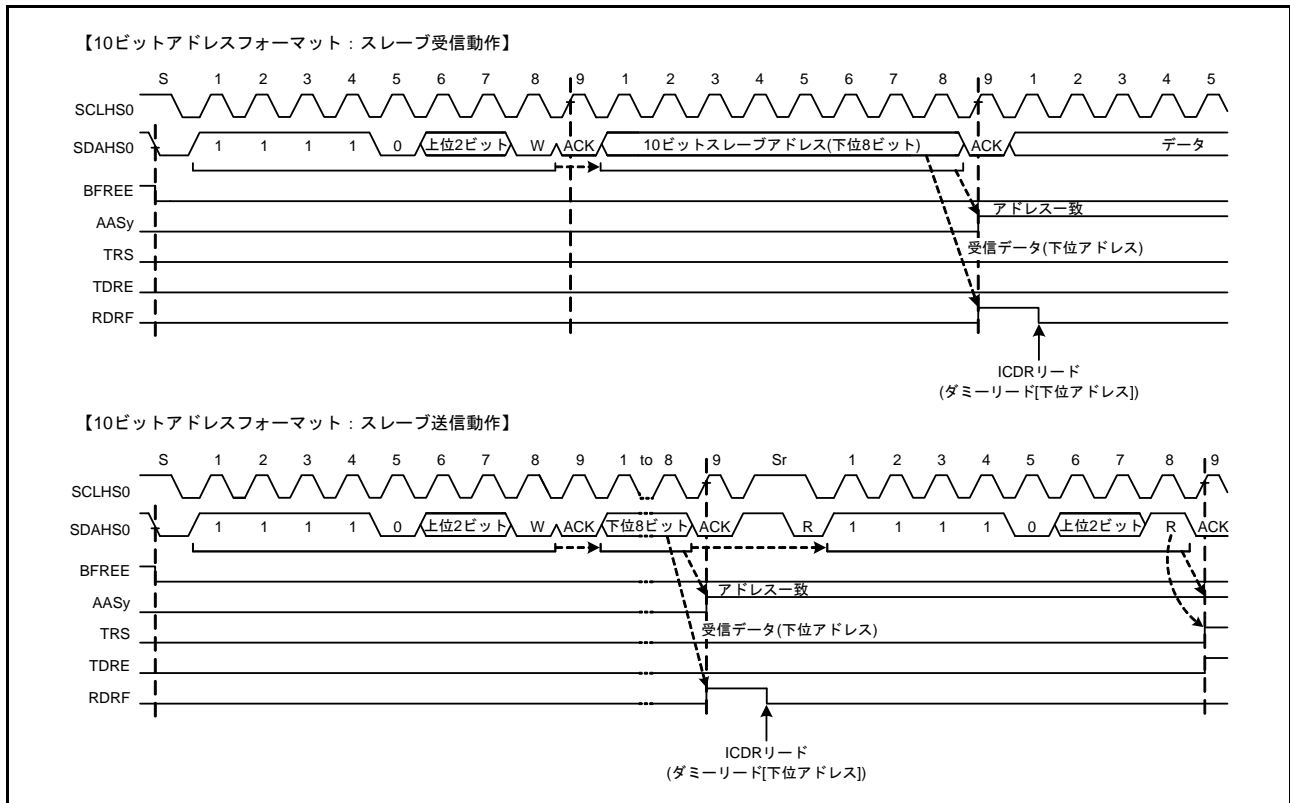 【10ビットアドレスフォーマット：スレーブ受信動作】
S 1 2 3 4 5 6 7 8 9 1 2 3 4 5 6 7 8 9 1 2 3 4 5
SCLHS0
SDAHS0 1 1 1 1 0 上位2ビット W ACK 10ビットスレーブアドレス(下位8ビット) ACK データ
BFREE
アドレス一致
AASy
受信データ(下位アドレス)
TRS
TDRE
RDRF
ICDRリード
(ダミーリード[下位アドレス])
【10ビットアドレスフォーマット：スレーブ送信動作】
S 1 2 3 4 5 6 7 8 9 1 to 8 9 Sr 1 2 3 4 5 6 7 8 9
SCLHS0
SDAHS0 1 1 1 1 0 上位2ビット W ACK 下位8ビット ACK R 1 1 1 1 0 上位2ビット R ACK
BFREE
アドレス一致
AASy
受信データ(下位アドレス)
TRS
TDRE
RDRF
ICDRリード
(ダミーリード[下位アドレス])